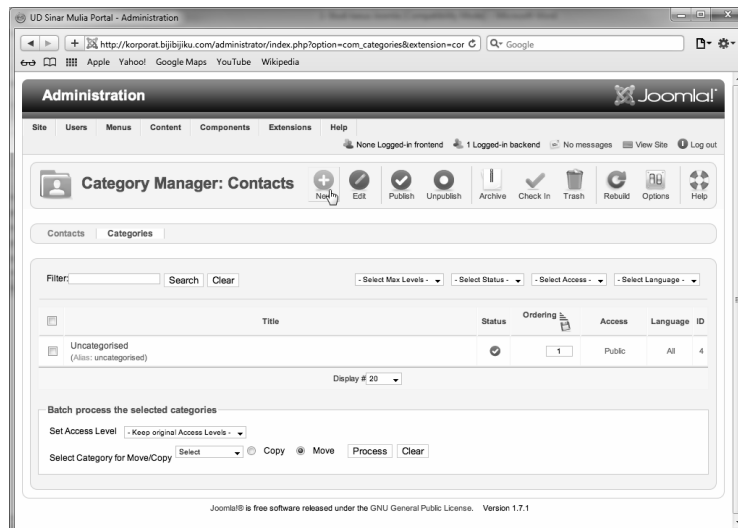 UD Sinar Mulia Portal - Administration
http://korporat.bijibijiku.com/administrator/index.php?option=com_categories&extension=cor
Google
Apple Yahoo! Google Maps YouTube Wikipedia
Administration
Joomla!
Site Users Menus Content Components Extensions Help
None Logged-in frontend 1 Logged-in backend No messages View Site Log out
Category Manager: Contacts
New Edit Publish Unpublish Archive Check In Trash Rebuild Options Help
Contacts Categories
Filter: Search Clear - Select Max Levels - - Select Status - - Select Access - - Select Language -
Title Status Ordering Access Language ID
Uncategorised
(Alias: uncategorised)
1 Public All 4
Display # 20
Batch process the selected categories
Set Access Level - Keep original Access Levels -
Select Category for Move/Copy Select Copy Move Process Clear
Joomla!® is free software released under the GNU General Public License. Version 1.7.1